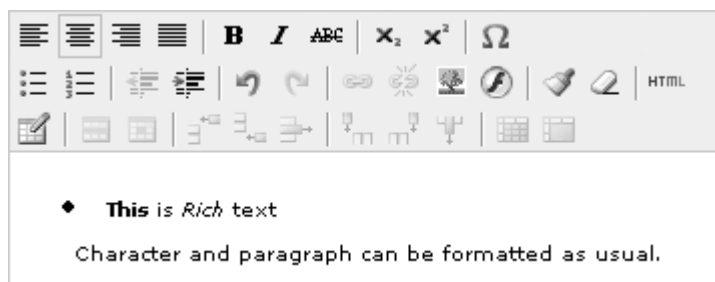 B I ABC X₂ X² Ω
HTML
This is Rich text
Character and paragraph can be formatted as usual.